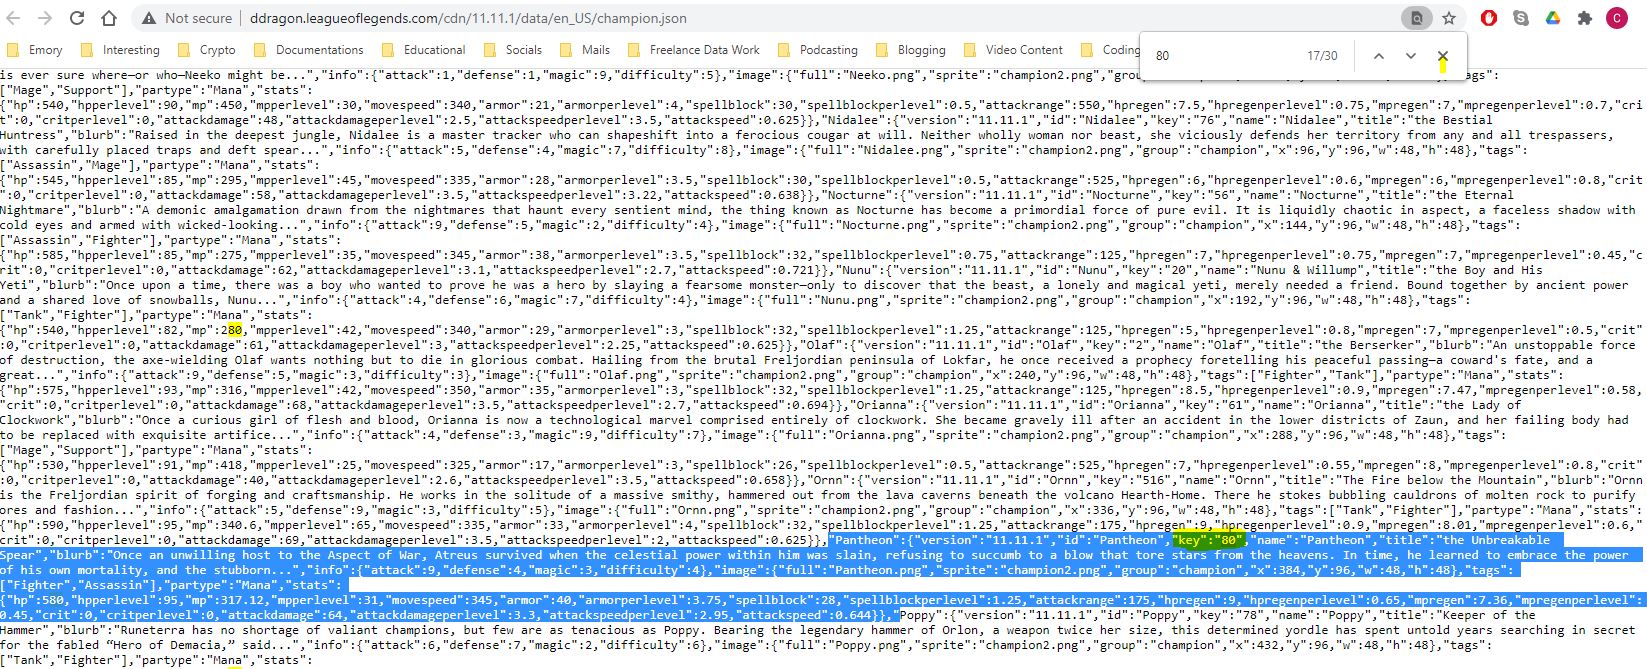 Not secure | ddragon.leagueoflegends.com/cdn/11.11.1/data/en_US/champion.json
Emory Interesting Crypto Documentations Educational Socials Mails Freelance Data Work Podcasting Blogging Video Content Coding
80 17/30
is ever sure where—or who—Neeko might be...","info":{"attack":1,"defense":1,"magic":9,"difficulty":5},"image":{"full":"Neeko.png","sprite":"champion2.png","group":"champion","x":48,"y":96,"w":48,"h":48},"tags":
["Mage","Support"],"partype":"Mana","stats":
{"hp":540,"hpperlevel":90,"mp":450,"mpperlevel":30,"movespeed":340,"armor":21,"armorperlevel":4,"spellblock":30,"spellblockperlevel":0.5,"attackrange":550,"hpregen":7.5,"hpregenperlevel":0.75,"mpregen":7,"mpregenperlevel":0.7,"cri
t":0,"critperlevel":0,"attackdamage":48,"attackdamageperlevel":2.5,"attackspeedperlevel":3.5,"attackspeed":0.625}},"Nidalee":{"version":"11.11.1","id":"Nidalee","key":"76","name":"Nidalee","title":"the Bestial
Huntress","blurb":"Raised in the deepest jungle, Nidalee is a master tracker who can shapeshift into a ferocious cougar at will. Neither wholly woman nor beast, she viciously defends her territory from any and all trespassers,
with carefully placed traps and deft spear...","info":{"attack":5,"defense":4,"magic":7,"difficulty":8},"image":{"full":"Nidalee.png","sprite":"champion2.png","group":"champion","x":96,"y":96,"w":48,"h":48},"tags":
["Assassin","Mage"],"partype":"Mana","stats":
{"hp":545,"hpperlevel":85,"mp":295,"mpperlevel":45,"movespeed":335,"armor":28,"armorperlevel":3.5,"spellblock":30,"spellblockperlevel":0.5,"attackrange":525,"hpregen":6,"hpregenperlevel":0.6,"mpregen":6,"mpregenperlevel":0.8,"crit
":0,"critperlevel":0,"attackdamage":58,"attackdamageperlevel":3.5,"attackspeedperlevel":3.22,"attackspeed":0.638}},"Nocturne":{"version":"11.11.1","id":"Nocturne","key":"56","name":"Nocturne","title":"the Eternal
Nightmare","blurb":"A demonic amalgamation drawn from the nightmares that haunt every sentient mind, the thing known as Nocturne has become a primordial force of pure evil. It is liquidly chaotic in aspect, a faceless shadow with
cold eyes and armed with wicked-looking...","info":{"attack":9,"defense":5,"magic":2,"difficulty":4},"image":{"full":"Nocturne.png","sprite":"champion2.png","group":"champion","x":144,"y":96,"w":48,"h":48},"tags":
["Assassin","Fighter"],"partype":"Mana","stats":
{"hp":585,"hpperlevel":85,"mp":275,"mpperlevel":35,"movespeed":345,"armor":38,"armorperlevel":3.5,"spellblock":32,"spellblockperlevel":0.75,"attackrange":125,"hpregen":7,"hpregenperlevel":0.75,"mpregen":7,"mpregenperlevel":0.45,"c
rit":0,"critperlevel":0,"attackdamage":62,"attackdamageperlevel":3.1,"attackspeedperlevel":2.7,"attackspeed":0.721}},"Nunu":{"version":"11.11.1","id":"Nunu","key":"20","name":"Nunu & Willump","title":"the Boy and His
Yeti","blurb":"Once upon a time, there was a boy who wanted to prove he was a hero by slaying a fearsome monster—only to discover that the beast, a lonely and magical yeti, merely needed a friend. Bound together by ancient power
and a shared love of snowballs, Nunu...","info":{"attack":4,"defense":6,"magic":7,"difficulty":4},"image":{"full":"Nunu.png","sprite":"champion2.png","group":"champion","x":192,"y":96,"w":48,"h":48},"tags":
["Tank","Fighter"],"partype":"Mana","stats":
{"hp":540,"hpperlevel":82,"mp":280,"mpperlevel":42,"movespeed":340,"armor":29,"armorperlevel":3,"spellblock":32,"spellblockperlevel":1.25,"attackrange":125,"hpregen":5,"hpregenperlevel":0.8,"mpregen":7,"mpregenperlevel":0.5,"crit"
:0,"critperlevel":0,"attackdamage":61,"attackdamageperlevel":3,"attackspeedperlevel":2.25,"attackspeed":0.625}},"Olaf":{"version":"11.11.1","id":"Olaf","key":"2","name":"Olaf","title":"the Berserker","blurb":"An unstoppable force
of destruction, the axe-wielding Olaf wants nothing but to die in glorious combat. Hailing from the brutal Freljordian peninsula of Lokfar, he once received a prophecy foretelling his peaceful passing—a coward's fate, and a
great...","info":{"attack":9,"defense":5,"magic":3,"difficulty":3},"image":{"full":"Olaf.png","sprite":"champion2.png","group":"champion","x":240,"y":96,"w":48,"h":48},"tags":["Fighter","Tank"],"partype":"Mana","stats":
{"hp":575,"hpperlevel":93,"mp":316,"mpperlevel":42,"movespeed":350,"armor":35,"armorperlevel":3,"spellblock":32,"spellblockperlevel":1.25,"attackrange":125,"hpregen":8.5,"hpregenperlevel":0.9,"mpregen":7.47,"mpregenperlevel":0.58,
"crit":0,"critperlevel":0,"attackdamage":68,"attackdamageperlevel":3.5,"attackspeedperlevel":2.7,"attackspeed":0.694}},"Orianna":{"version":"11.11.1","id":"Orianna","key":"61","name":"Orianna","title":"the Lady of
Clockwork","blurb":"Once a curious girl of flesh and blood, Orianna is now a technological marvel comprised entirely of clockwork. She became gravely ill after an accident in the lower districts of Zaun, and her failing body had
to be replaced with exquisite artifice...","info":{"attack":4,"defense":3,"magic":9,"difficulty":7},"image":{"full":"Orianna.png","sprite":"champion2.png","group":"champion","x":288,"y":96,"w":48,"h":48},"tags":
["Mage","Support"],"partype":"Mana","stats":
{"hp":530,"hpperlevel":91,"mp":418,"mpperlevel":25,"movespeed":325,"armor":17,"armorperlevel":3,"spellblock":26,"spellblockperlevel":0.5,"attackrange":525,"hpregen":7,"hpregenperlevel":0.55,"mpregen":8,"mpregenperlevel":0.8,"crit"
:0,"critperlevel":0,"attackdamage":40,"attackdamageperlevel":2.6,"attackspeedperlevel":3.5,"attackspeed":0.658}},"Ornn":{"version":"11.11.1","id":"Ornn","key":"516","name":"Ornn","title":"The Fire below the Mountain","blurb":"Ornn
is the Freljordian spirit of forging and craftsmanship. He works in the solitude of a massive smithy, hammered out from the lava caverns beneath the volcano Hearth-Home. There he stokes bubbling cauldrons of molten rock to purify
ores and fashion...","info":{"attack":5,"defense":9,"magic":3,"difficulty":5},"image":{"full":"Ornn.png","sprite":"champion2.png","group":"champion","x":336,"y":96,"w":48,"h":48},"tags":["Tank","Fighter"],"partype":"Mana","stats":
{"hp":590,"hpperlevel":95,"mp":340.6,"mpperlevel":65,"movespeed":335,"armor":33,"armorperlevel":4,"spellblock":32,"spellblockperlevel":1.25,"attackrange":175,"hpregen":9,"hpregenperlevel":0.9,"mpregen":8.01,"mpregenperlevel":0.6,"
crit":0,"critperlevel":0,"attackdamage":69,"attackdamageperlevel":3.5,"attackspeedperlevel":2,"attackspeed":0.625}},"Pantheon":{"version":"11.11.1","id":"Pantheon","key":"80","name":"Pantheon","title":"the Unbreakable
Spear","blurb":"Once an unwilling host to the Aspect of War, Atreus survived when the celestial power within him was slain, refusing to succumb to a blow that tore stars from the heavens. In time, he learned to embrace the power
of his own mortality, and the stubborn...","info":{"attack":9,"defense":4,"magic":3,"difficulty":4},"image":{"full":"Pantheon.png","sprite":"champion2.png","group":"champion","x":384,"y":96,"w":48,"h":48},"tags":
["Fighter","Assassin"],"partype":"Mana","stats":
{"hp":580,"hpperlevel":95,"mp":317.12,"mpperlevel":31,"movespeed":345,"armor":40,"armorperlevel":3.75,"spellblock":28,"spellblockperlevel":1.25,"attackrange":175,"hpregen":9,"hpregenperlevel":0.65,"mpregen":7.36,"mpregenperlevel":
0.45,"crit":0,"critperlevel":0,"attackdamage":64,"attackdamageperlevel":3.3,"attackspeedperlevel":2.95,"attackspeed":0.644}},"Poppy":{"version":"11.11.1","id":"Poppy","key":"78","name":"Poppy","title":"Keeper of the
Hammer","blurb":"Runeterra has no shortage of valiant champions, but few are as tenacious as Poppy. Bearing the legendary hammer of Orlon, a weapon twice her size, this determined yordle has spent untold years searching in secret
for the fabled "Hero of Demacia," said...","info":{"attack":6,"defense":7,"magic":2,"difficulty":6},"image":{"full":"Poppy.png","sprite":"champion2.png","group":"champion","x":432,"y":96,"w":48,"h":48},"tags":
["Tank","Fighter"],"partype":"Mana","stats":